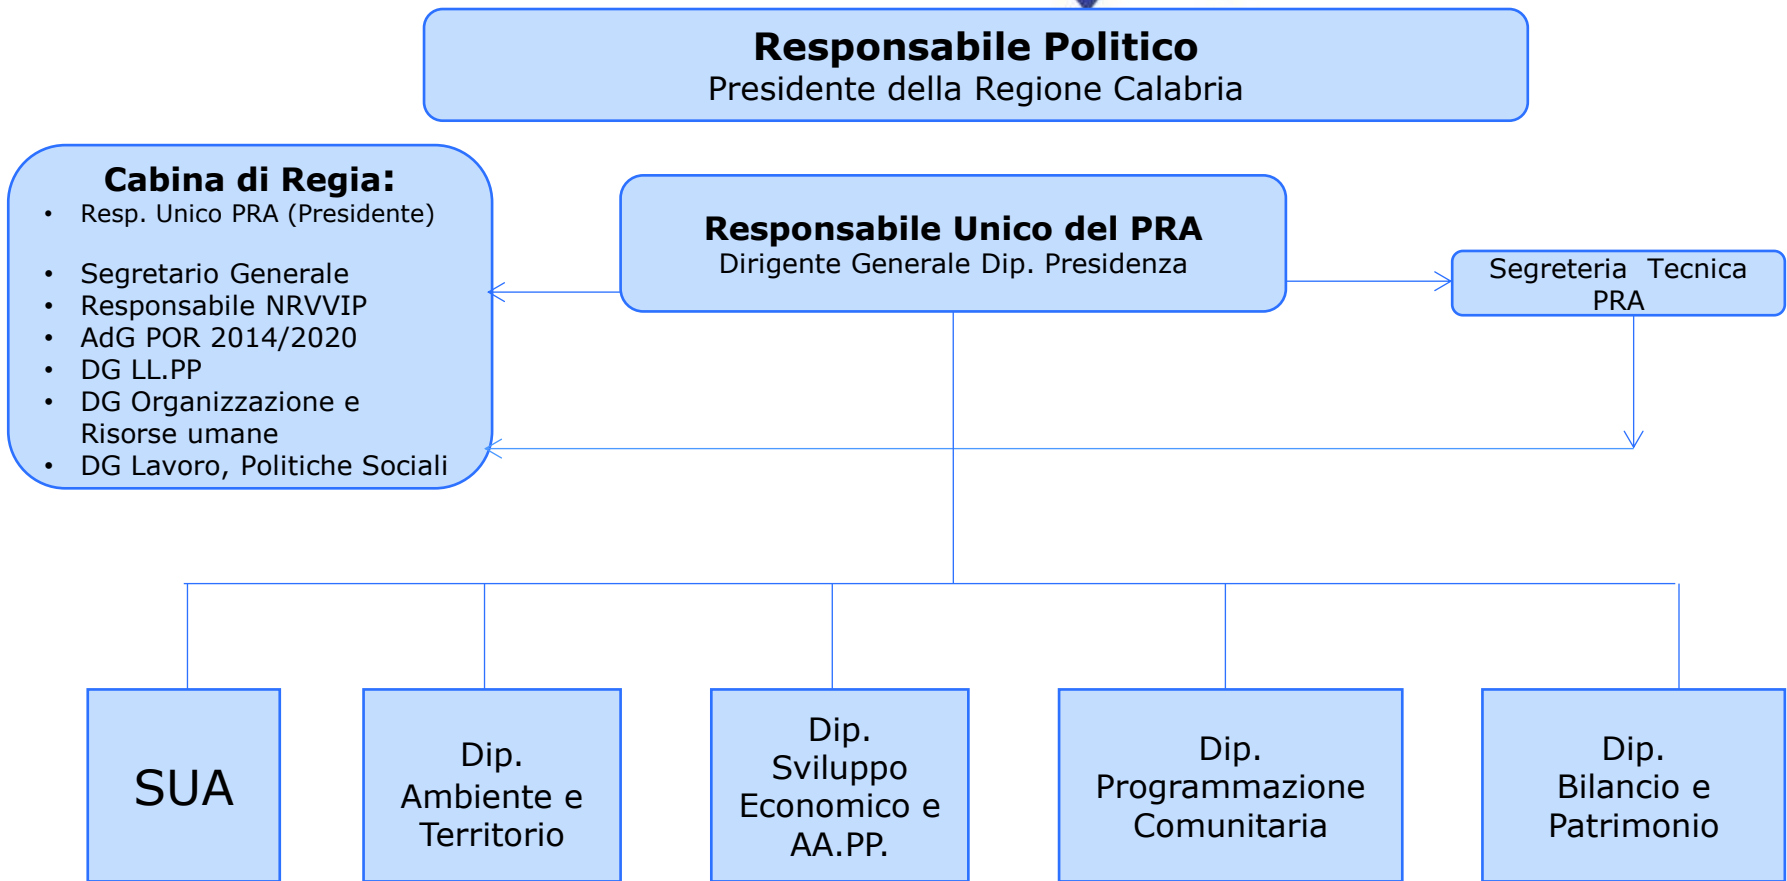 Responsabile Politico
Presidente della Regione Calabria
Cabina di Regia:
• Resp. Unico PRA (Presidente)
• Segretario Generale
• Responsabile NRVVIP
• AdG POR 2014/2020
• DG LL.PP
• DG Organizzazione e
Risorse umane
• DG Lavoro, Politiche Sociali
Responsabile Unico del PRA
Dirigente Generale Dip. Presidenza
Segreteria Tecnica
PRA
SUA
Dip.
Ambiente e
Territorio
Dip.
Sviluppo
Economico e
AA.PP.
Dip.
Programmazione
Comunitaria
Dip.
Bilancio e
Patrimonio